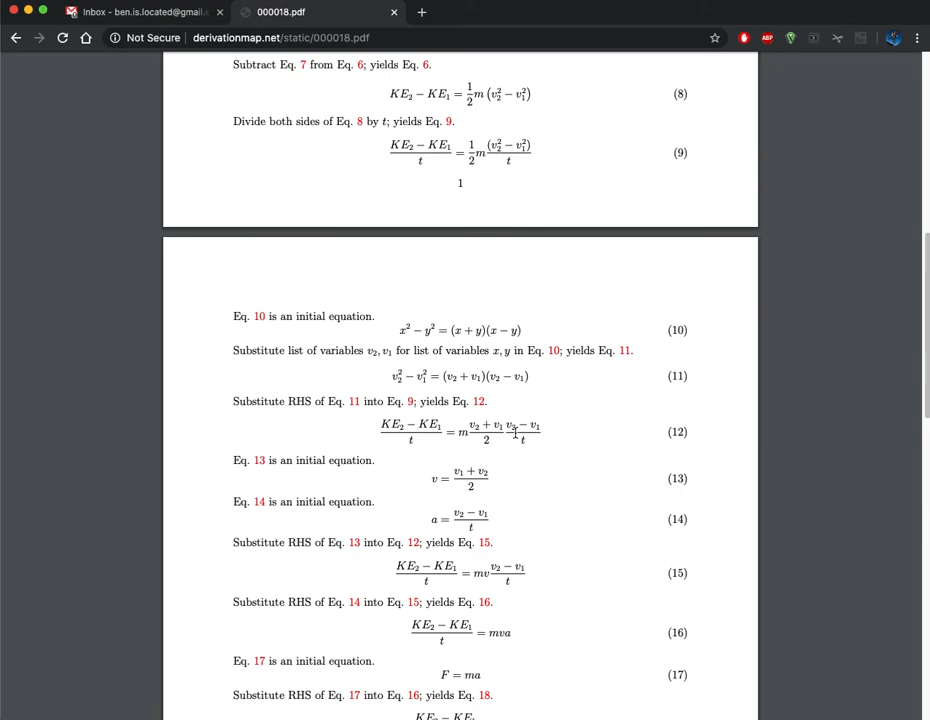 Inbox - ben.is.located@gmail.c
000018.pdf
Not Secure | derivationmap.net/static/000018.pdf
ABP
Subtract Eq. 7 from Eq. 6; yields Eq. 6.
KE₂ − KE₁ = 1/2 m (v₂² − v₁²) (8)
Divide both sides of Eq. 8 by t; yields Eq. 9.
(KE₂ − KE₁)/t = 1/2 m (v₂² − v₁²)/t (9)
1
Eq. 10 is an initial equation.
x² − y² = (x + y)(x − y) (10)
Substitute list of variables v₂, v₁ for list of variables x, y in Eq. 10; yields Eq. 11.
v₂² − v₁² = (v₂ + v₁)(v₂ − v₁) (11)
Substitute RHS of Eq. 11 into Eq. 9; yields Eq. 12.
(KE₂ − KE₁)/t = m (v₂ + v₁)/2 (v₂ − v₁)/t (12)
Eq. 13 is an initial equation.
v = (v₁ + v₂)/2 (13)
Eq. 14 is an initial equation.
a = (v₂ − v₁)/t (14)
Substitute RHS of Eq. 13 into Eq. 12; yields Eq. 15.
(KE₂ − KE₁)/t = mv (v₂ − v₁)/t (15)
Substitute RHS of Eq. 14 into Eq. 15; yields Eq. 16.
(KE₂ − KE₁)/t = mva (16)
Eq. 17 is an initial equation.
F = ma (17)
Substitute RHS of Eq. 17 into Eq. 16; yields Eq. 18.
KE₂ − KE₁